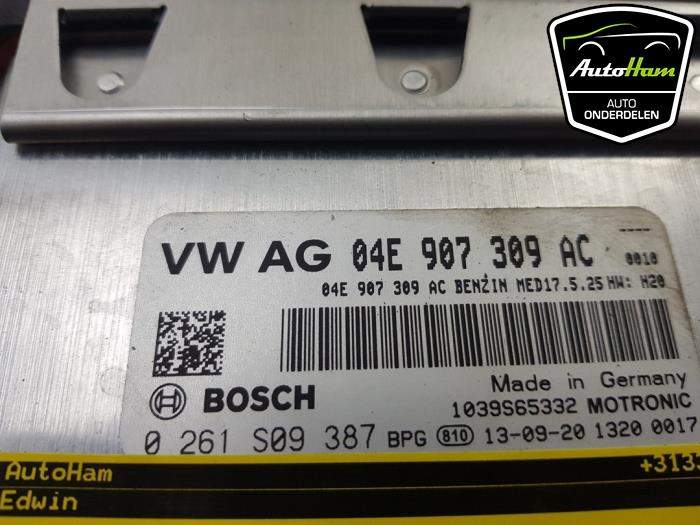 AutoHam
AUTO
ONDERDELEN
VW AG 04E 907 309 AC 0010
04E 907 309 AC BENZIN MED17.5.25 HW: H20
BOSCH
Made in Germany
1039S65332 MOTRONIC
0 261 S09 387 BPG 810 13-09-20 1320 0017
AutoHam
Edwin